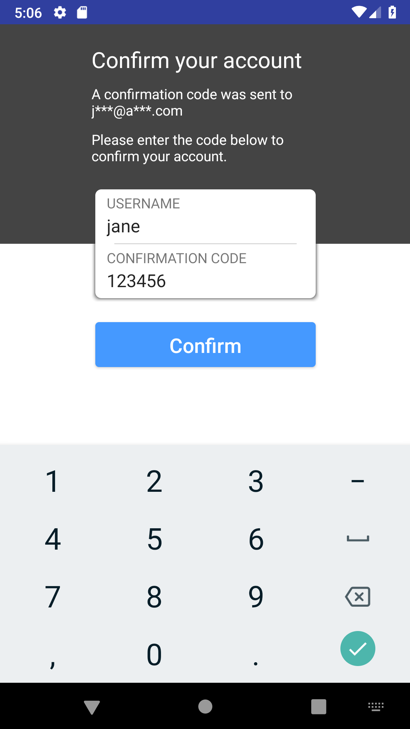 5:06
Confirm your account
A confirmation code was sent to
j***@a***.com
Please enter the code below to
confirm your account.
USERNAME
jane
CONFIRMATION CODE
123456
Confirm
1 2 3 -
4 5 6
7 8 9
, 0 .